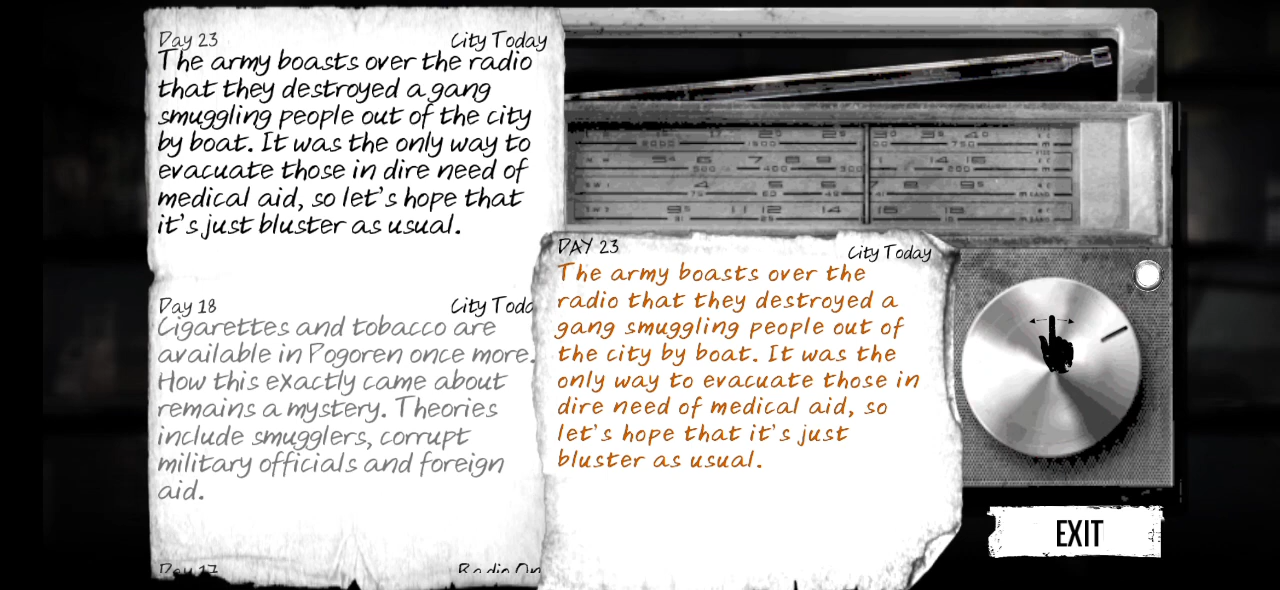 Day 23 City Today
The army boasts over the radio
that they destroyed a gang
smuggling people out of the city
by boat. It was the only way to
evacuate those in dire need of
medical aid, so let's hope that
it's just bluster as usual.
Day 18 City Toda
Cigarettes and tobacco are
available in Pogoren once more.
How this exactly came about
remains a mystery. Theories
include smugglers, corrupt
military officials and foreign
aid.
Day 17 Radio On
DAY 23 City Today
The army boasts over the
radio that they destroyed a
gang smuggling people out of
the city by boat. It was the
only way to evacuate those in
dire need of medical aid, so
let's hope that it's just
bluster as usual.
EXIT